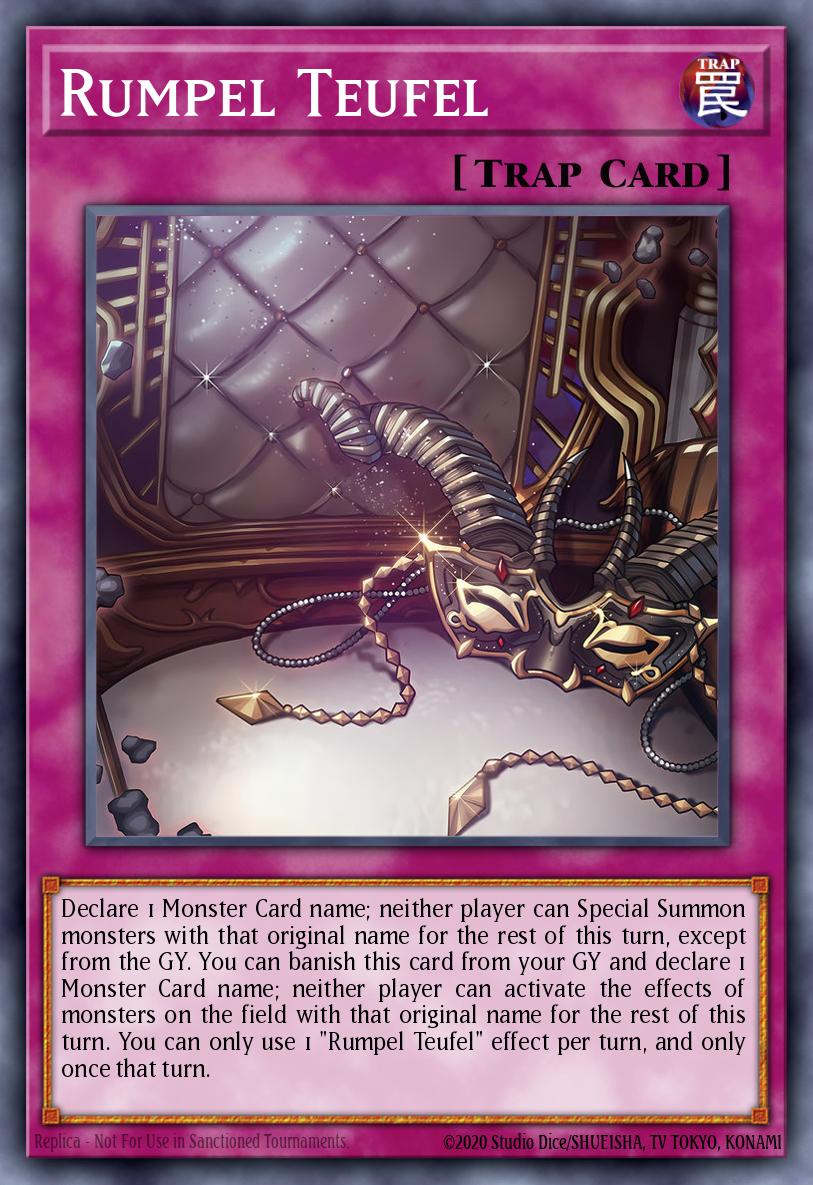 Rumpel Teufel
TRAP
罠
[Trap Card]
Declare 1 Monster Card name; neither player can Special Summon
monsters with that original name for the rest of this turn, except
from the GY. You can banish this card from your GY and declare 1
Monster Card name; neither player can activate the effects of
monsters on the field with that original name for the rest of this
turn. You can only use 1 "Rumpel Teufel" effect per turn, and only
once that turn.
Replica - Not For Use in Sanctioned Tournaments.
©2020 Studio Dice/SHUEISHA, TV TOKYO, KONAMI